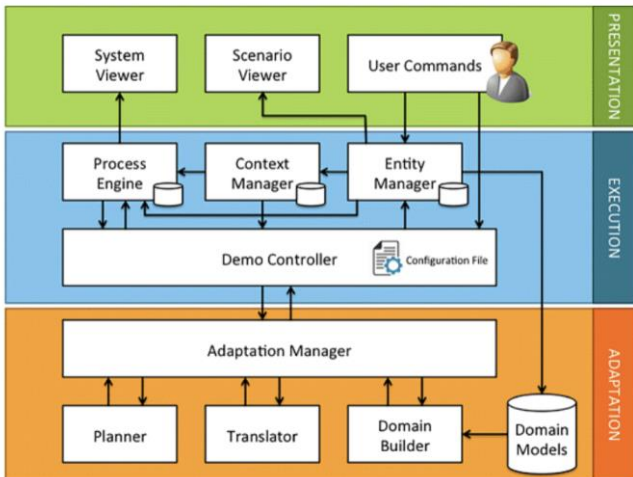 System
Viewer
Scenario
Viewer
User Commands
PRESENTATION
Process
Engine
Context
Manager
Entity
Manager
Demo Controller
Configuration File
EXECUTION
Adaptation Manager
Planner
Translator
Domain
Builder
Domain
Models
ADAPTATION